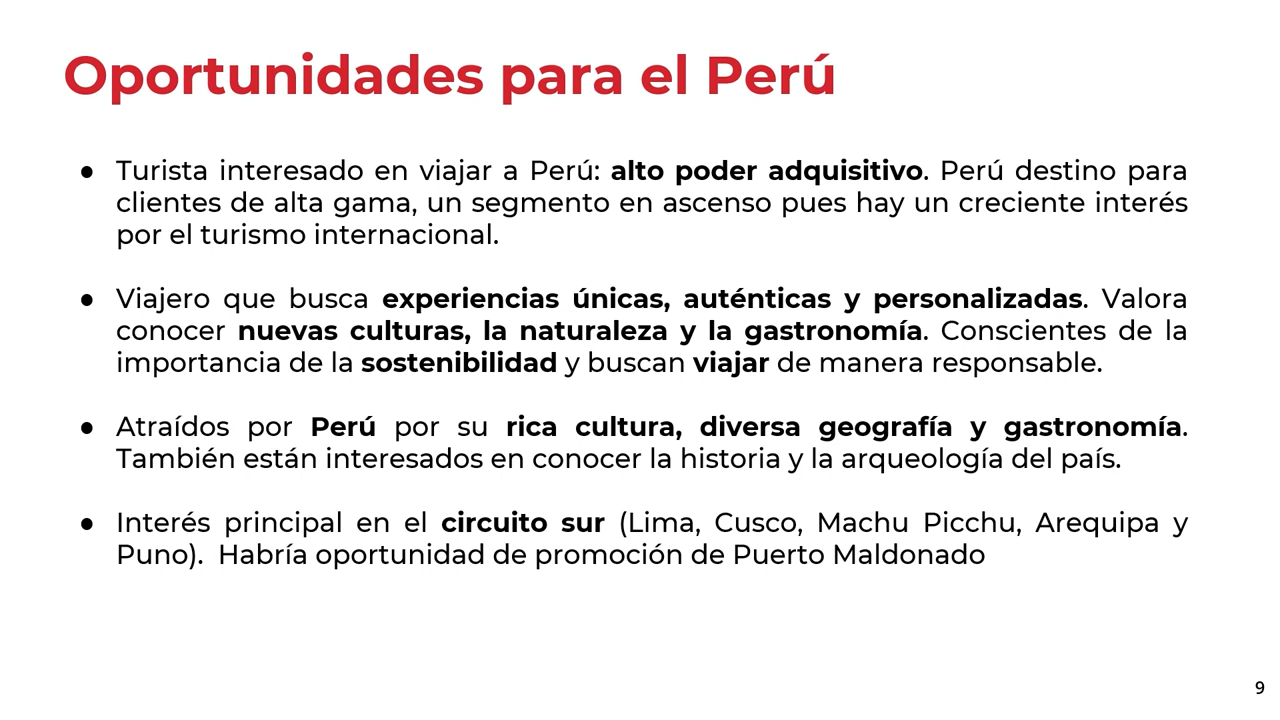 Oportunidades para el Perú
● Turista interesado en viajar a Perú: alto poder adquisitivo. Perú destino para
clientes de alta gama, un segmento en ascenso pues hay un creciente interés
por el turismo internacional.
● Viajero que busca experiencias únicas, auténticas y personalizadas. Valora
conocer nuevas culturas, la naturaleza y la gastronomía. Conscientes de la
importancia de la sostenibilidad y buscan viajar de manera responsable.
● Atraídos por Perú por su rica cultura, diversa geografía y gastronomía.
También están interesados en conocer la historia y la arqueología del país.
● Interés principal en el circuito sur (Lima, Cusco, Machu Picchu, Arequipa y
Puno).  Habría oportunidad de promoción de Puerto Maldonado
9